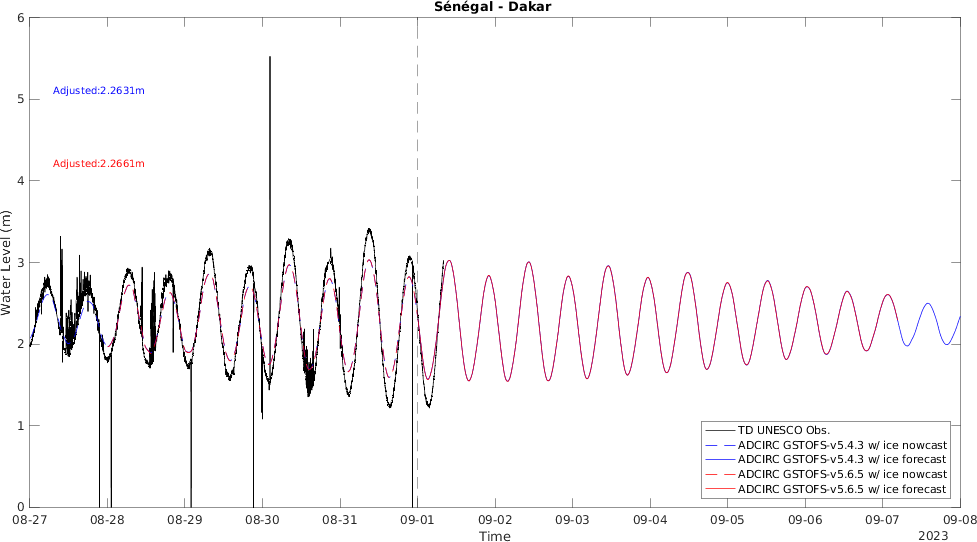 Sénégal - Dakar
6
5
4
3
2
1
0
Water Level (m)
Adjusted:2.2631m
Adjusted:2.2661m
TD UNESCO Obs.
ADCIRC GSTOFS-v5.4.3 w/ ice nowcast
ADCIRC GSTOFS-v5.4.3 w/ ice forecast
ADCIRC GSTOFS-v5.6.5 w/ ice nowcast
ADCIRC GSTOFS-v5.6.5 w/ ice forecast
08-27 08-28 08-29 08-30 08-31 09-01 09-02 09-03 09-04 09-05 09-06 09-07 09-08
Time
2023